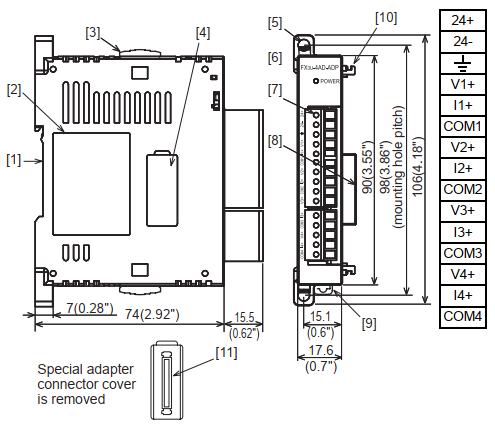 [3]
[4]
[2]
[1]
7(0.28")
74(2.92")
15.5
(0.62")
Special adapter
connector cover
is removed
[11]
[5]
[10]
[6]
FX3U-4AD-ADP
POWER
[7]
[8]
90(3.55")
98(3.86")
(mounting hole pitch)
106(4.18")
[9]
15.1
(0.6")
17.6
(0.7")
24+
24-
V1+
I1+
COM1
V2+
I2+
COM2
V3+
I3+
COM3
V4+
I4+
COM4